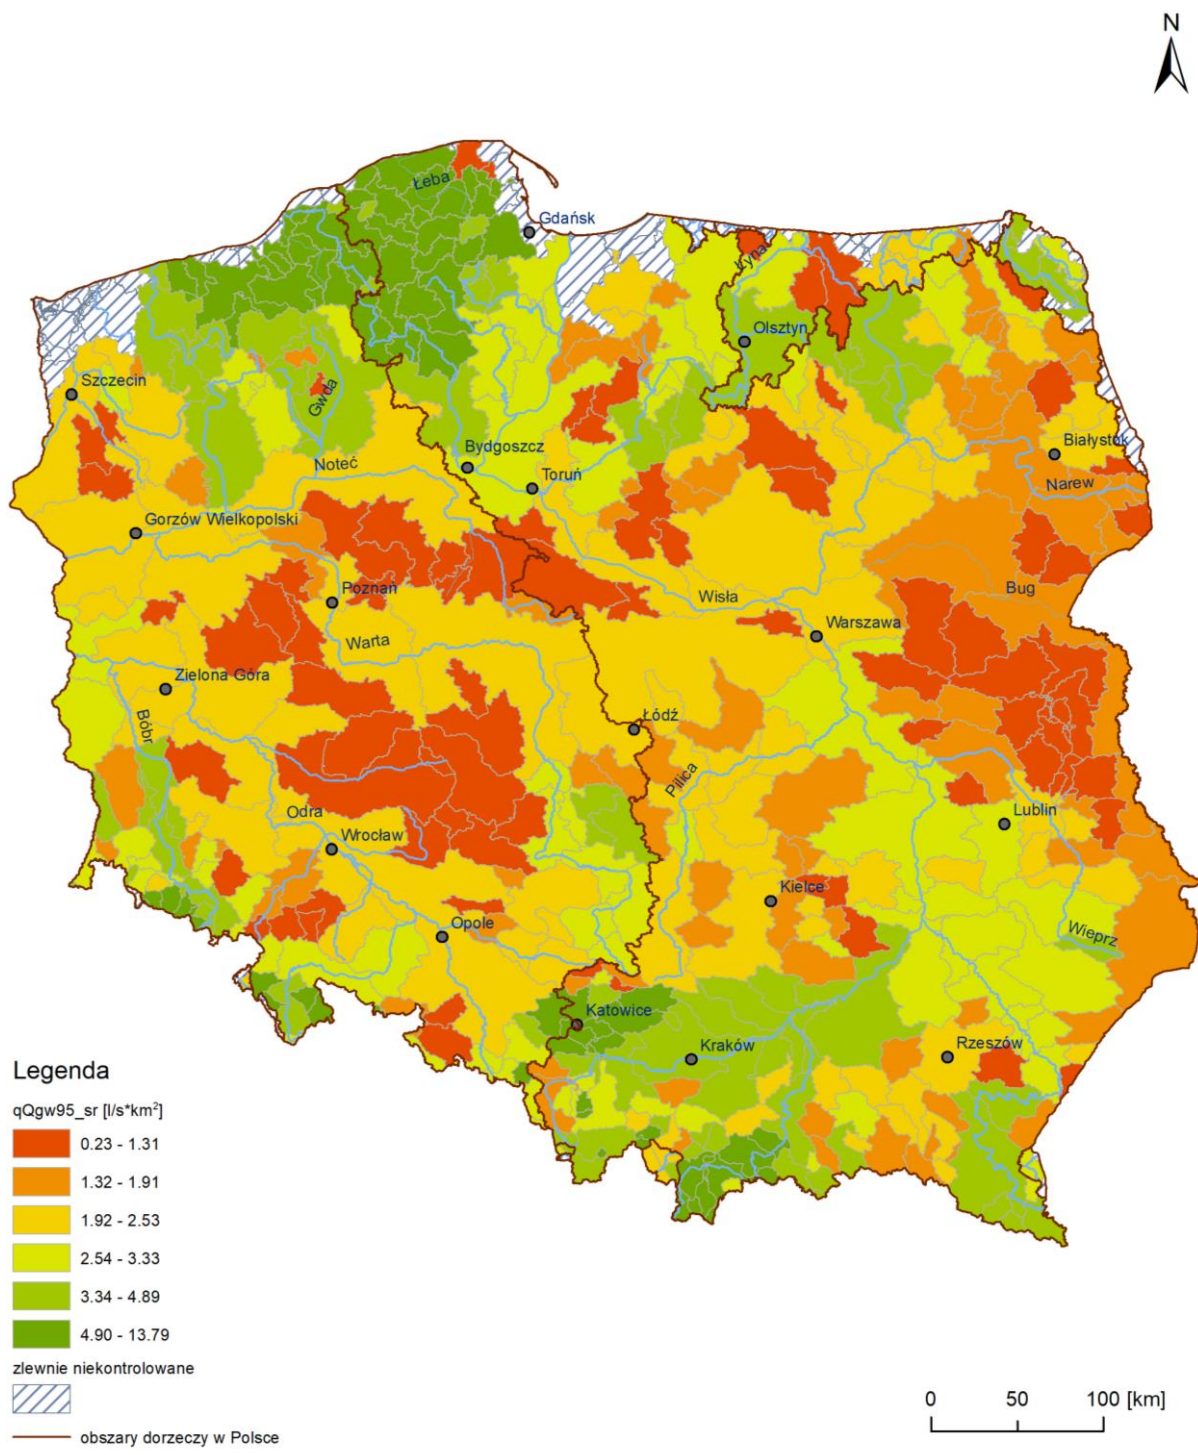 N
Łeba
Gdańsk
Łyna
Olsztyn
Szczecin
Gwda
Bydgoszcz
Białystok
Noteć
Toruń
Narew
Gorzów Wielkopolski
Poznań
Wisła
Bug
Warta
Warszawa
Zielona Góra
Bóbr
Łódź
Pilica
Odra
Lublin
Wrocław
Kielce
Opole
Wieprz
Katowice
Kraków
Rzeszów
Legenda
qQgw95_sr [l/s*km²]
0.23 - 1.31
1.32 - 1.91
1.92 - 2.53
2.54 - 3.33
3.34 - 4.89
4.90 - 13.79
zlewnie niekontrolowane
obszary dorzeczy w Polsce
0 50 100 [km]